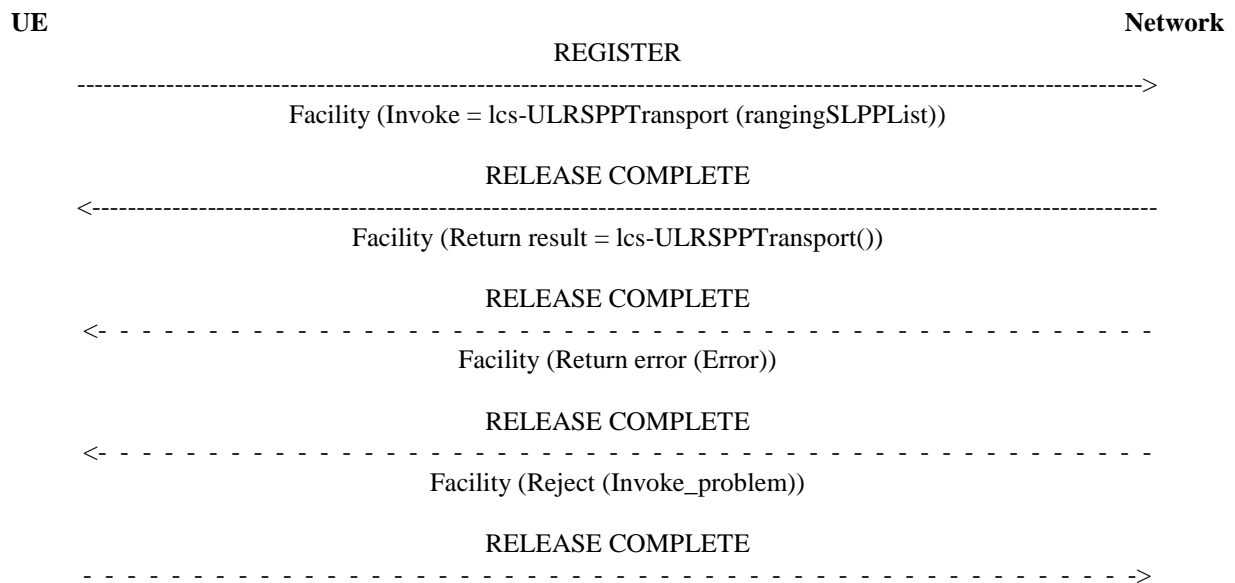 UE Network
REGISTER
Facility (Invoke = lcs-ULRSPPTransport (rangingSLPPList))
RELEASE COMPLETE
Facility (Return result = lcs-ULRSPPTransport())
RELEASE COMPLETE
Facility (Return error (Error))
RELEASE COMPLETE
Facility (Reject (Invoke_problem))
RELEASE COMPLETE